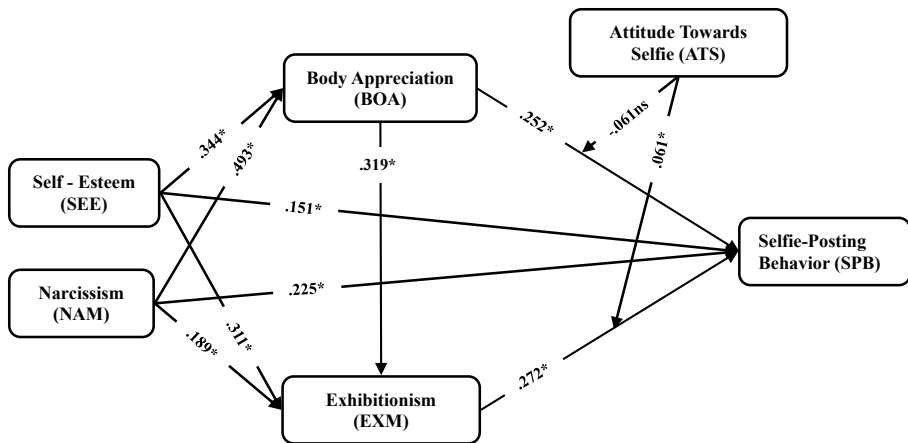 Attitude Towards
Selfie (ATS)
Body Appreciation
(BOA)
-.061ns
.252*
.061*
.344*
.493*
.319*
Self - Esteem
(SEE)
.151*
Selfie-Posting
Behavior (SPB)
Narcissism
(NAM)
.225*
.311*
.189*
.272*
Exhibitionism
(EXM)